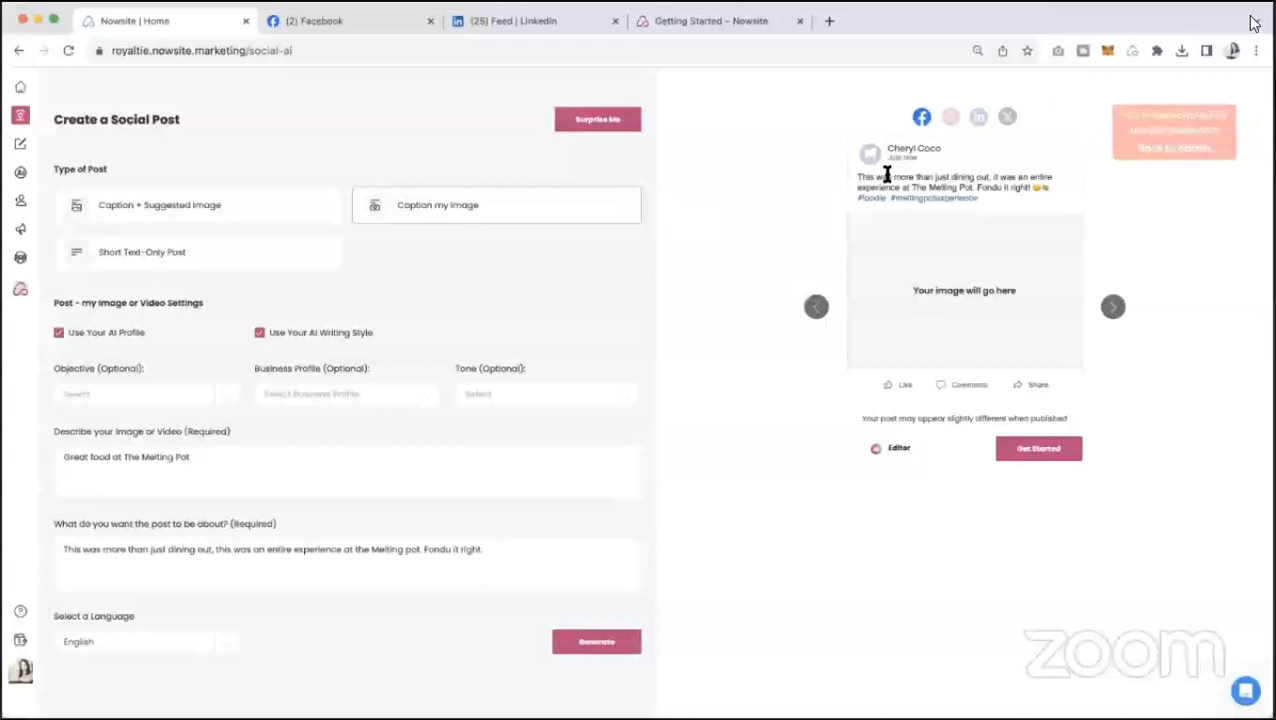 Nowsite | Home
(2) Facebook
(25) Feed | LinkedIn
Getting Started - Nowsite
royaltie.nowsite.marketing/social-ai
Create a Social Post
Surprise Me
Type of Post
Caption + Suggested Image
Caption my Image
Short Text-Only Post
Post - my Image or Video Settings
Use Your AI Profile
Use Your AI Writing Style
Objective (Optional):
Business Profile (Optional):
Tone (Optional):
Select
Select Business Profile
Select
Describe your Image or Video (Required)
Great food at The Melting Pot
What do you want the post to be about? (Required)
This was more than just dining out, this was an entire experience at the Melting pot. Fondu it right.
Select a Language
English
Generate
Cheryl Coco
Just now
This was more than just dining out, it was an entire
experience at The Melting Pot. Fondu it right! 😄🍲
#foodie #meltingpotexperience
Your image will go here
Like
Comments
Share
Your post may appear slightly different when published
Editor
Get Started
Back to admin
zoom